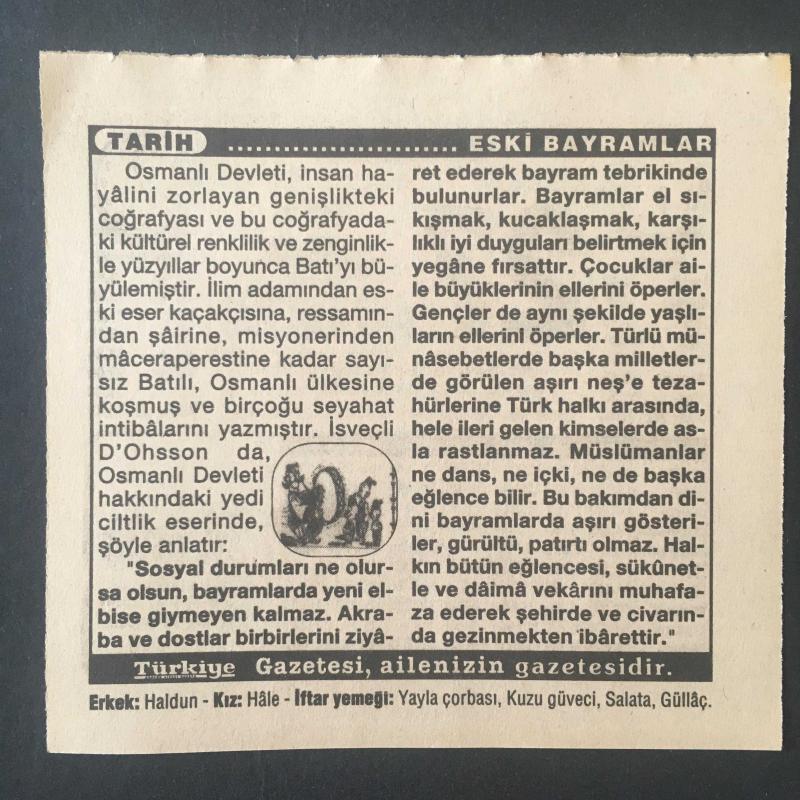 TARİH ........................ ESKİ BAYRAMLAR
Osmanlı Devleti, insan ha-
yâlini zorlayan genişlikteki
coğrafyası ve bu coğrafyada-
ki kültürel renklilik ve zenginlik-
le yüzyıllar boyunca Batı'yı bü-
yülemiştir. İlim adamından es-
ki eser kaçakçısına, ressamın-
dan şâirine, misyonerinden
mâceraperestine kadar sayı-
sız Batılı, Osmanlı ülkesine
koşmuş ve birçoğu seyahat
intibâlarını yazmıştır. İsveçli
D'Ohsson da,
Osmanlı Devleti
hakkındaki yedi
ciltlik eserinde,
şöyle anlatır:
"Sosyal durumları ne olur-
sa olsun, bayramlarda yeni el-
bise giymeyen kalmaz. Akra-
ba ve dostlar birbirlerini ziyâ-
ret ederek bayram tebrikinde
bulunurlar. Bayramlar el sı-
kışmak, kucaklaşmak, karşı-
lıklı iyi duyguları belirtmek için
yegâne fırsattır. Çocuklar ai-
le büyüklerinin ellerini öperler.
Gençler de aynı şekilde yaşlı-
ların ellerini öperler. Türlü mü-
nâsebetlerde başka milletler-
de görülen aşırı neş'e teza-
hürlerine Türk halkı arasında,
hele ileri gelen kimselerde as-
la rastlanmaz. Müslümanlar
ne dans, ne içki, ne de başka
eğlence bilir. Bu bakımdan di-
ni bayramlarda aşırı gösteri-
ler, gürültü, patırtı olmaz. Hal-
kın bütün eğlencesi, sükûnet-
le ve dâimâ vekârını muhafa-
za ederek şehirde ve civarın-
da gezinmekten ibârettir."
Türkiye Gazetesi, ailenizin gazetesidir.
Erkek: Haldun - Kız: Hâle - İftar yemeği: Yayla çorbası, Kuzu güveci, Salata, Güllâç.